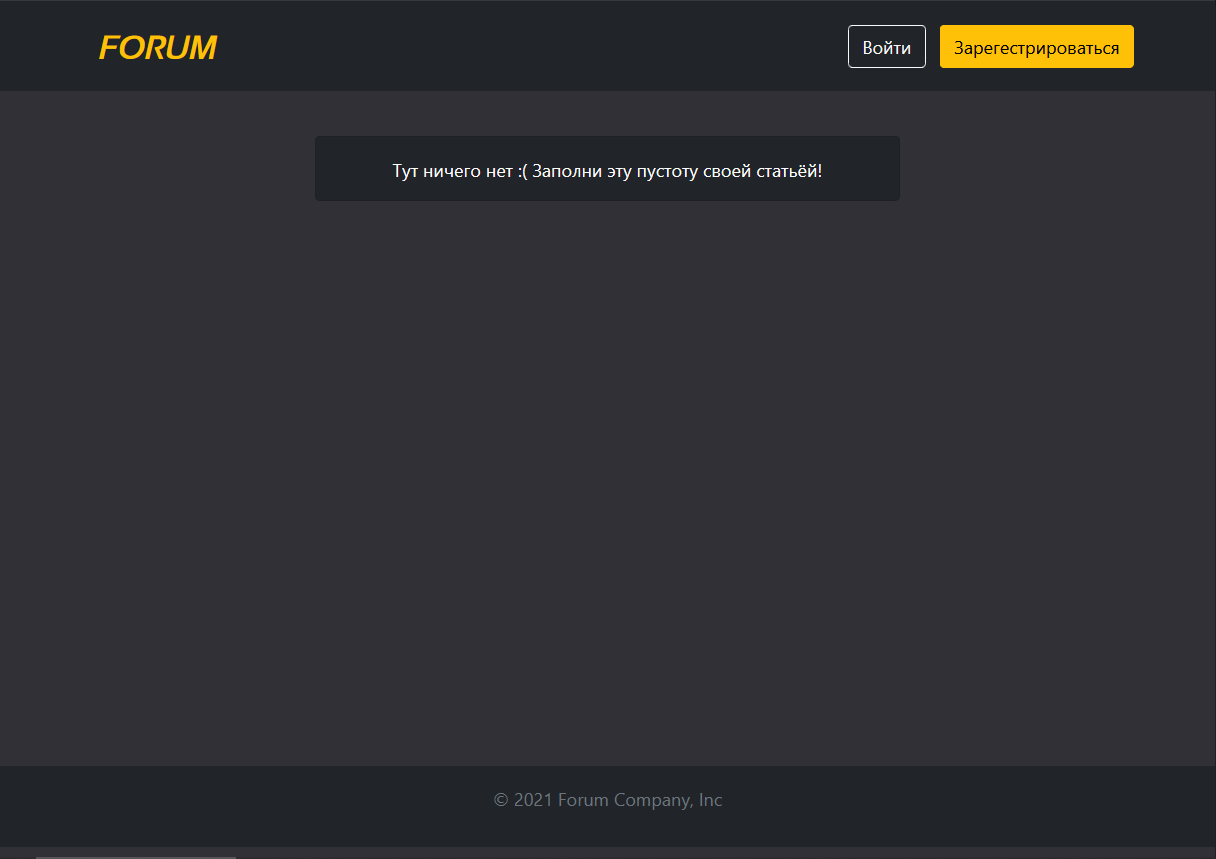 FORUM
Войти
Зарегестрироваться
Тут ничего нет :( Заполни эту пустоту своей статьёй!
© 2021 Forum Company, Inc